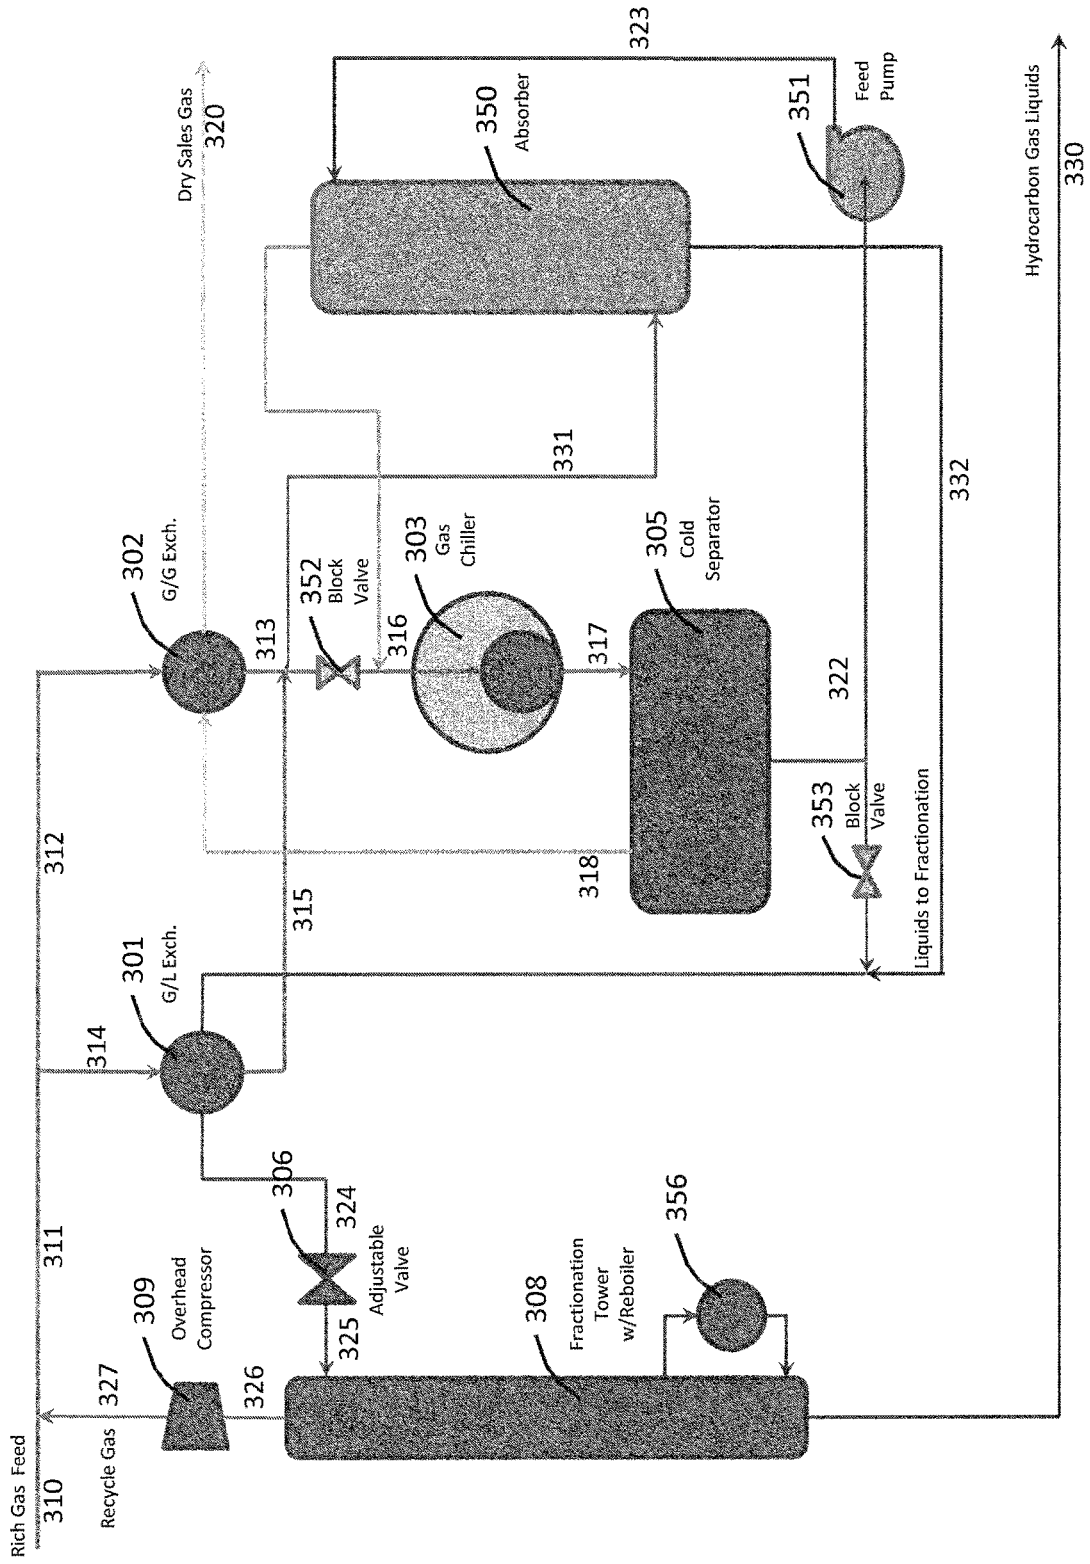 Rich Gas Feed
310
Recycle Gas
327
326
309
Overhead
Compressor
311
325
306
324
Adjustable
Valve
308
Fractionation
Tower
w/Reboiler
356
314
301
G/L Exch.
315
312
318
302
G/G Exch.
313
352
Block
Valve
316
303
Gas
Chiller
317
305
Cold
Separator
353
Block
Valve
322
Liquids to Fractionation
332
331
Dry Sales Gas
320
350
Absorber
323
351
Feed
Pump
Hydrocarbon Gas Liquids
330